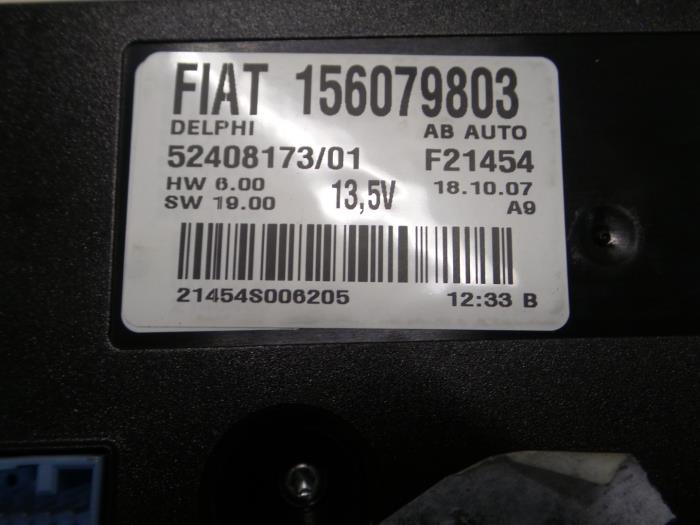 FIAT 156079803
DELPHI AB AUTO
52408173/01 F21454
HW 6.00 13,5V 18.10.07
SW 19.00 A9
21454S006205 12:33 B